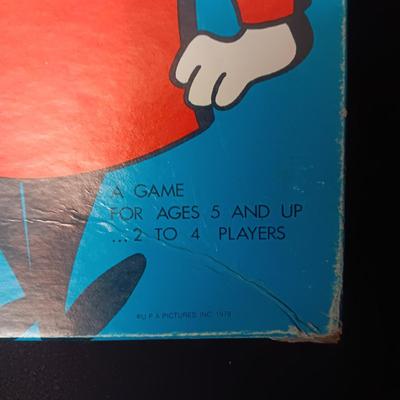 A GAME
FOR AGES 5 AND UP
...2 TO 4 PLAYERS
©U P A PICTURES INC 1978